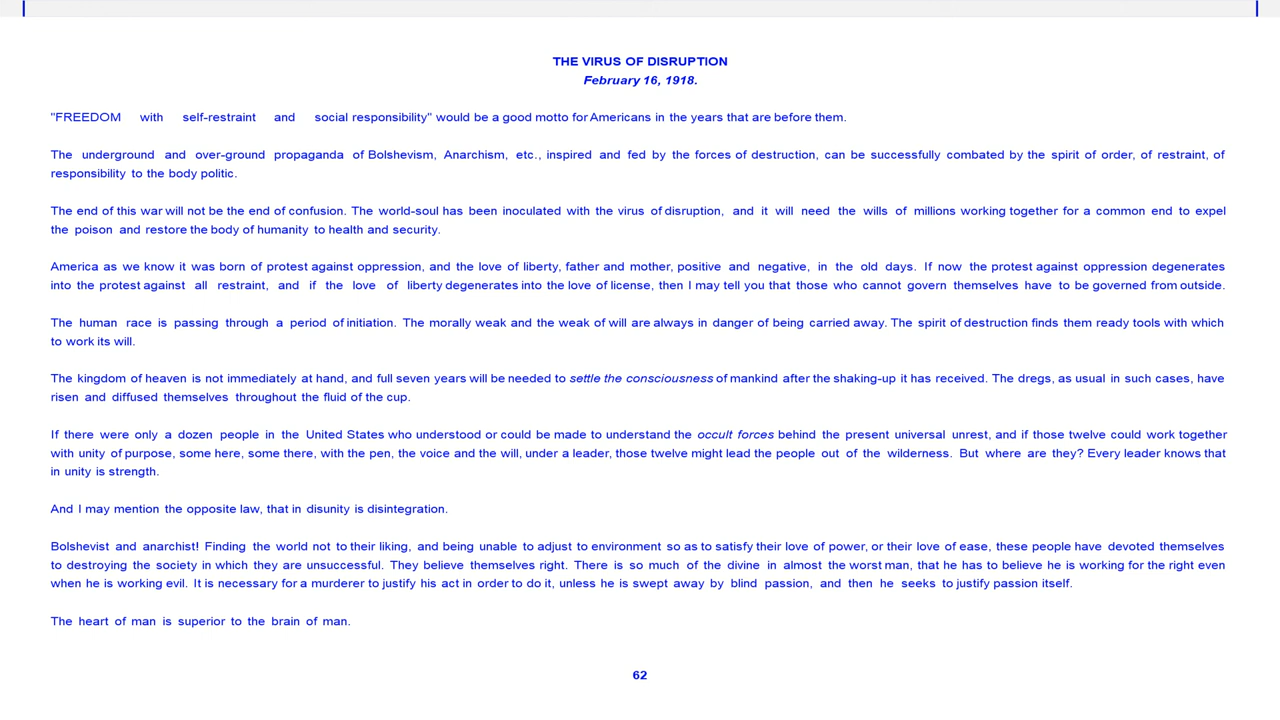 THE VIRUS OF DISRUPTION
February 16, 1918.
"FREEDOM with self-restraint and social responsibility" would be a good motto for Americans in the years that are before them.
The underground and over-ground propaganda of Bolshevism, Anarchism, etc., inspired and fed by the forces of destruction, can be successfully combated by the spirit of order, of restraint, of
responsibility to the body politic.
The end of this war will not be the end of confusion. The world-soul has been inoculated with the virus of disruption, and it will need the wills of millions working together for a common end to expel
the poison and restore the body of humanity to health and security.
America as we know it was born of protest against oppression, and the love of liberty, father and mother, positive and negative, in the old days. If now the protest against oppression degenerates
into the protest against all restraint, and if the love of liberty degenerates into the love of license, then I may tell you that those who cannot govern themselves have to be governed from outside.
The human race is passing through a period of initiation. The morally weak and the weak of will are always in danger of being carried away. The spirit of destruction finds them ready tools with which
to work its will.
The kingdom of heaven is not immediately at hand, and full seven years will be needed to settle the consciousness of mankind after the shaking-up it has received. The dregs, as usual in such cases, have
risen and diffused themselves throughout the fluid of the cup.
If there were only a dozen people in the United States who understood or could be made to understand the occult forces behind the present universal unrest, and if those twelve could work together
with unity of purpose, some here, some there, with the pen, the voice and the will, under a leader, those twelve might lead the people out of the wilderness. But where are they? Every leader knows that
in unity is strength.
And I may mention the opposite law, that in disunity is disintegration.
Bolshevist and anarchist! Finding the world not to their liking, and being unable to adjust to environment so as to satisfy their love of power, or their love of ease, these people have devoted themselves
to destroying the society in which they are unsuccessful. They believe themselves right. There is so much of the divine in almost the worst man, that he has to believe he is working for the right even
when he is working evil. It is necessary for a murderer to justify his act in order to do it, unless he is swept away by blind passion, and then he seeks to justify passion itself.
The heart of man is superior to the brain of man.
62